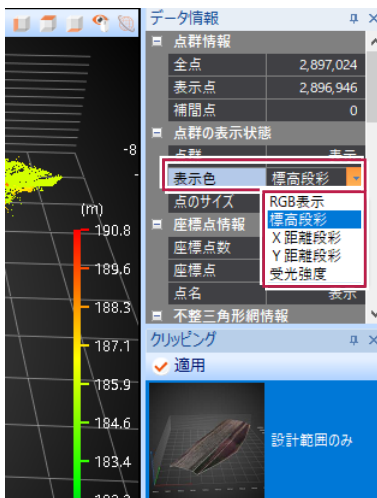 データ情報
点群情報
全点 2,897,024
表示点 2,896,946
補間点 0
点群の表示状態
点群 表示
表示色 標高段彩
点のサイズ
RGB表示
標高段彩
X距離段彩
Y距離段彩
受光強度
座標点情報
座標点数
座標点
点名 表示
不整三角形網情報
クリッピング
適用
設計範囲のみ
-8
(m)
190.8
189.6
188.3
187.1
185.9
184.6
183.4